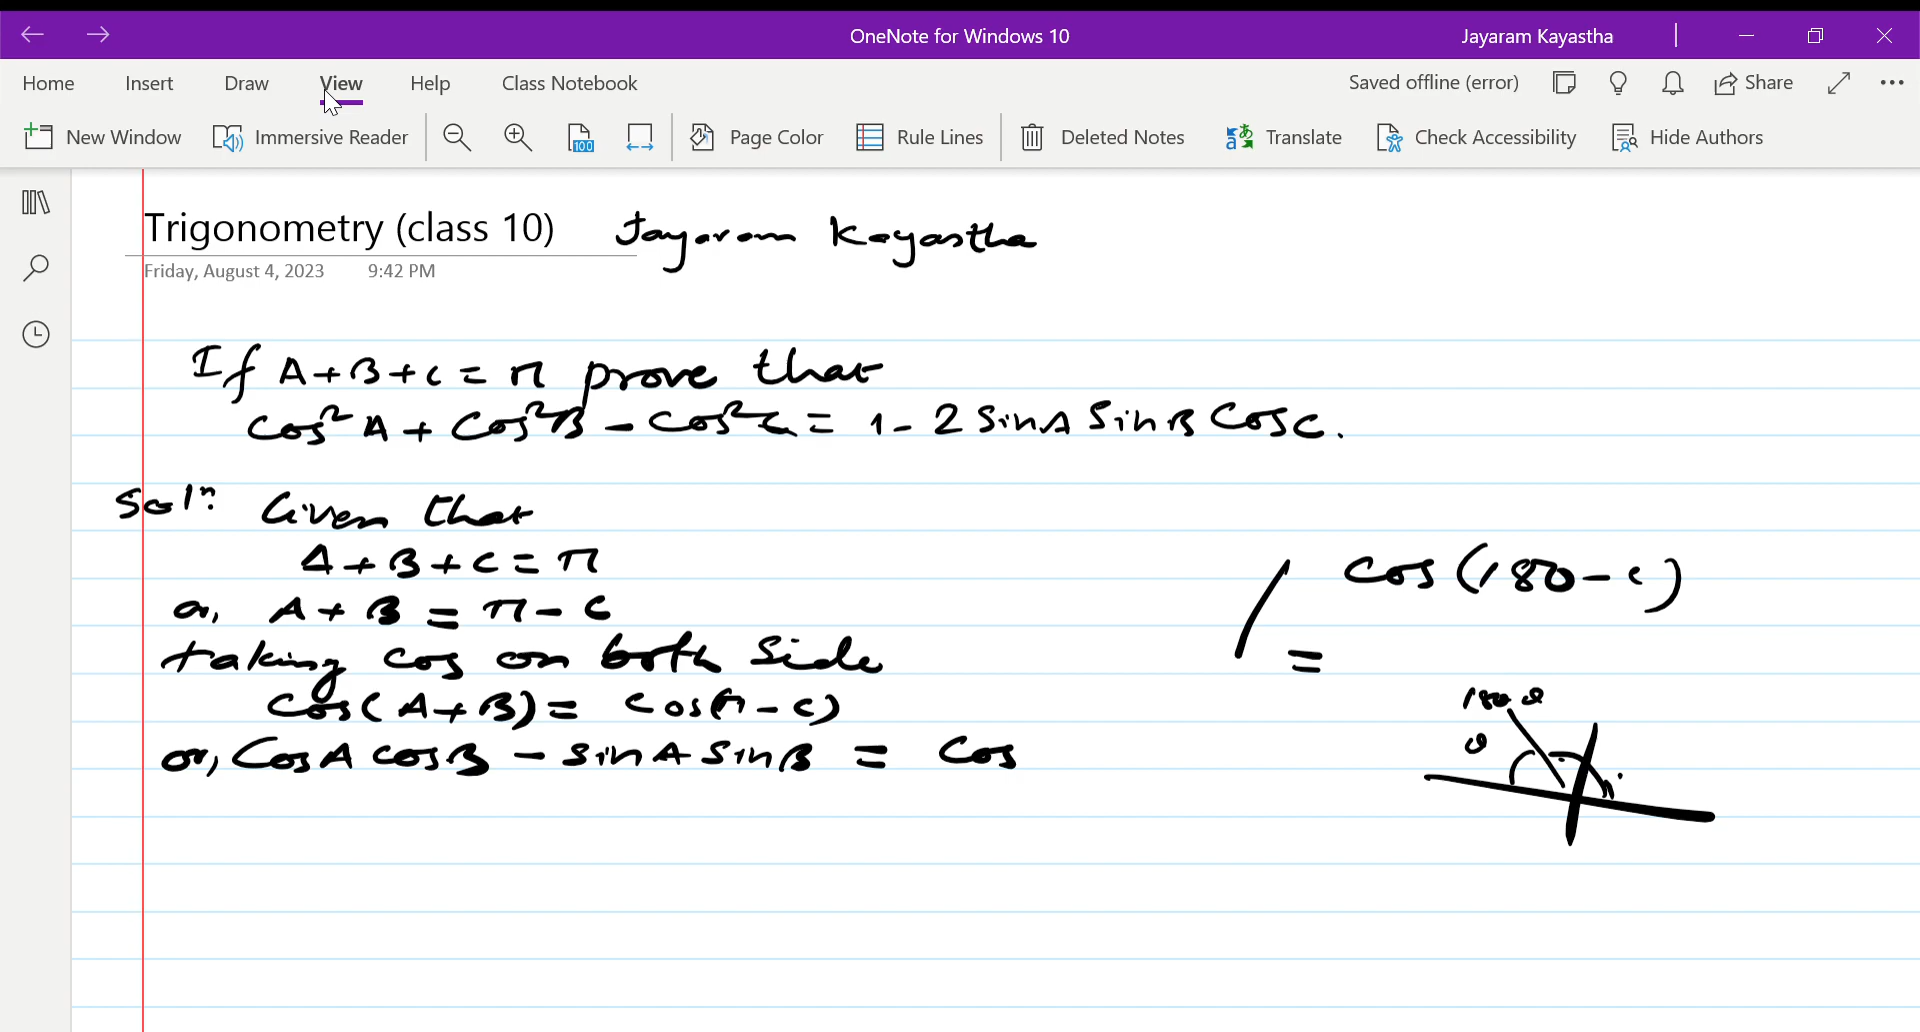 OneNote for Windows 10
Jayaram Kayastha
Home Insert Draw View Help Class Notebook
Saved offline (error) Share
New Window Immersive Reader 100 Page Color Rule Lines Deleted Notes Translate Check Accessibility Hide Authors
Trigonometry (class 10) Jayaram Kayastha
Friday, August 4, 2023 9:42 PM
If A+B+C = π prove that
Cos²A + Cos²B - Cos²C = 1 - 2 SinA SinB CosC.
Solⁿ: Given that
A+B+C = π
or, A+B = π-C
taking cos on both side
Cos(A+B) = Cos(π-C)
or, CosA cosB - SinA SinB = Cos
Cos(180-C)
=
180 θ
θ